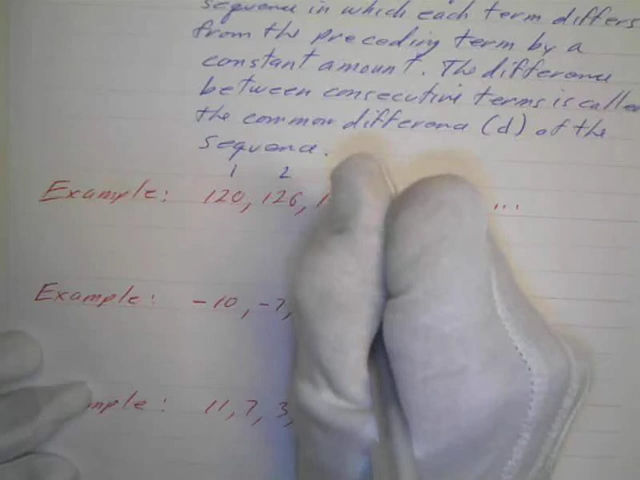 sequence in which each term differs
from the preceding term by a
constant amount. The difference
between consecutive terms is called
the common difference (d) of the
sequence.
1 2
Example: 120, 126, ...
Example: -10, -7,
mple: 11, 7, 3,